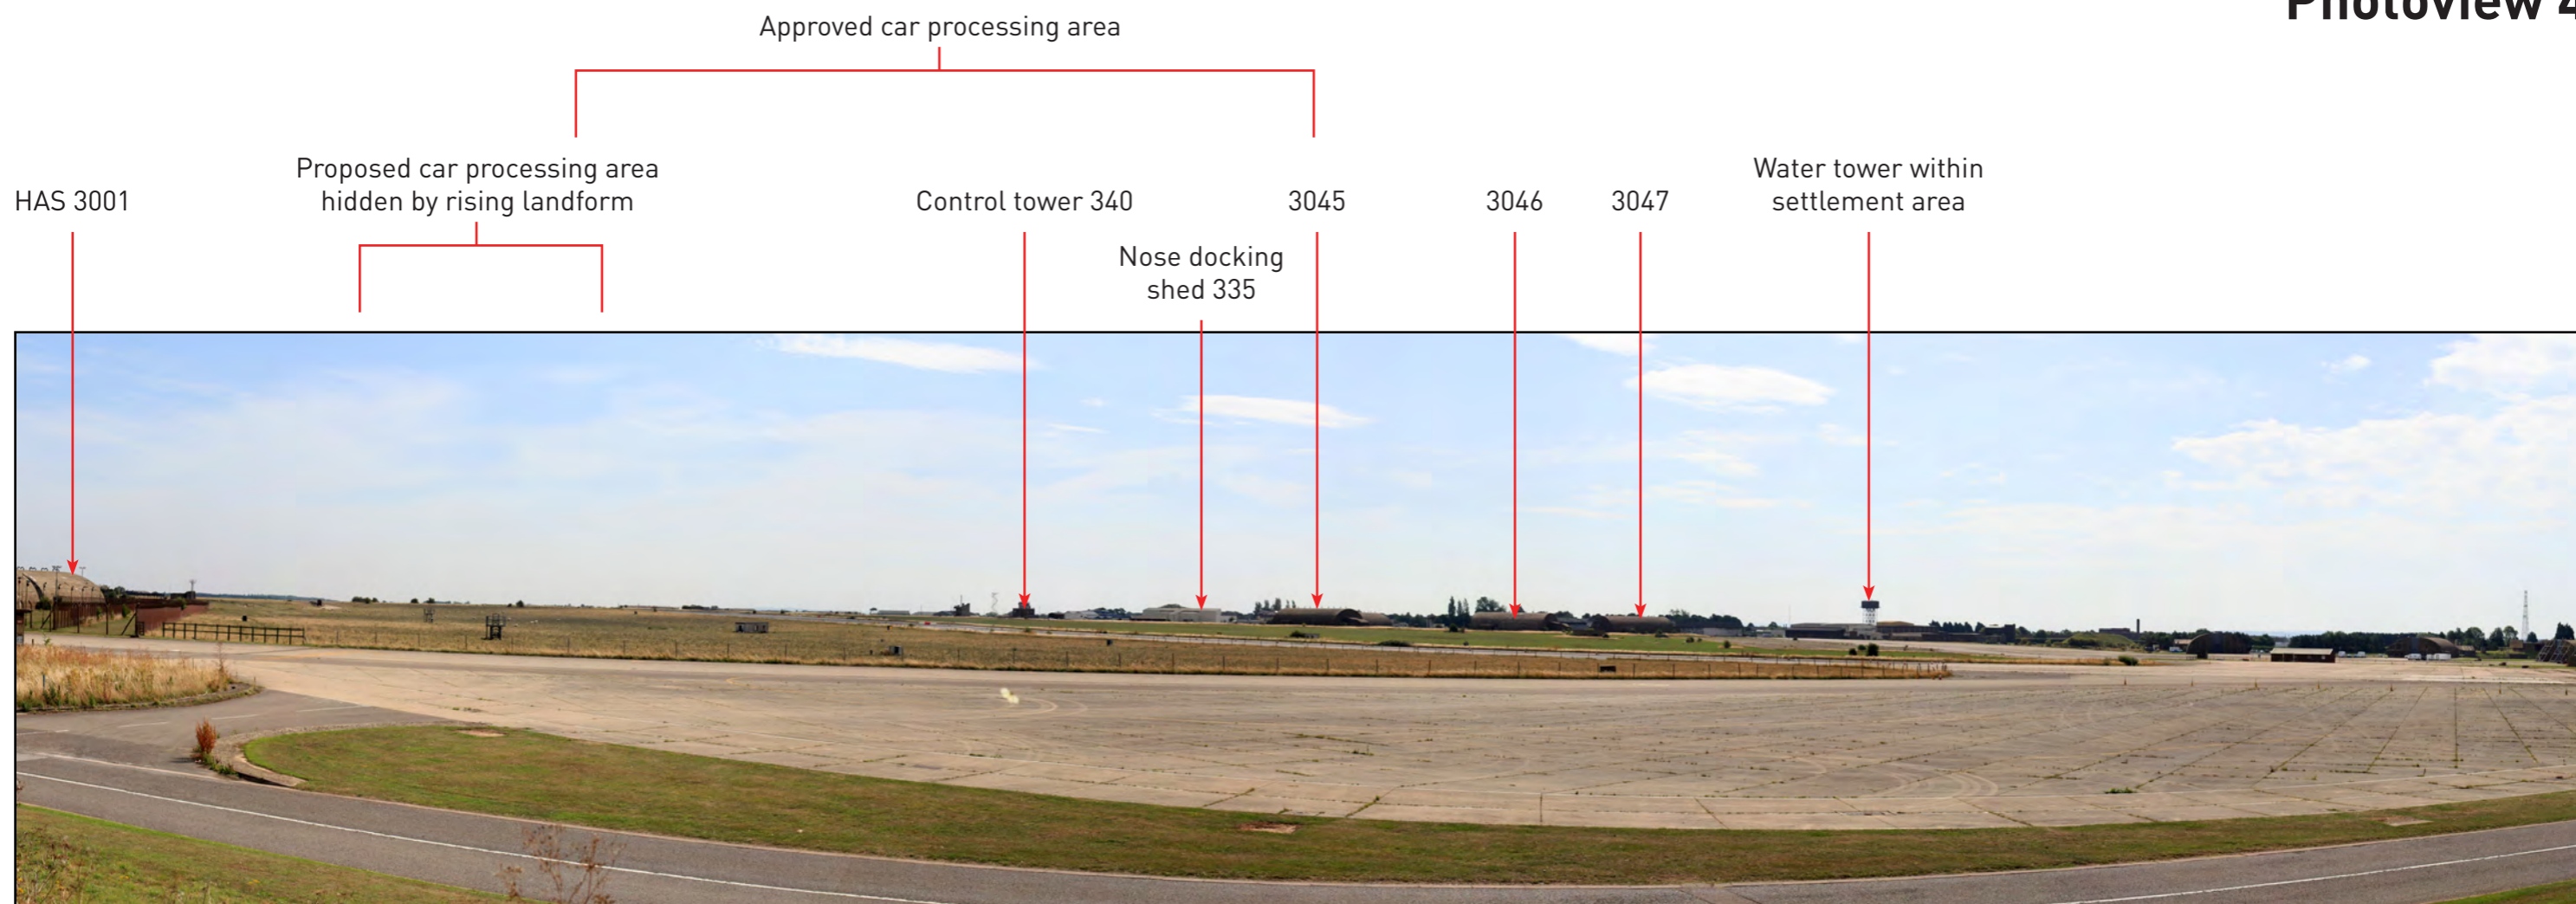 Photoview 4
Approved car processing area
Proposed car processing area
hidden by rising landform
HAS 3001
Control tower 340
3045
3046
3047
Water tower within
settlement area
Nose docking
shed 335